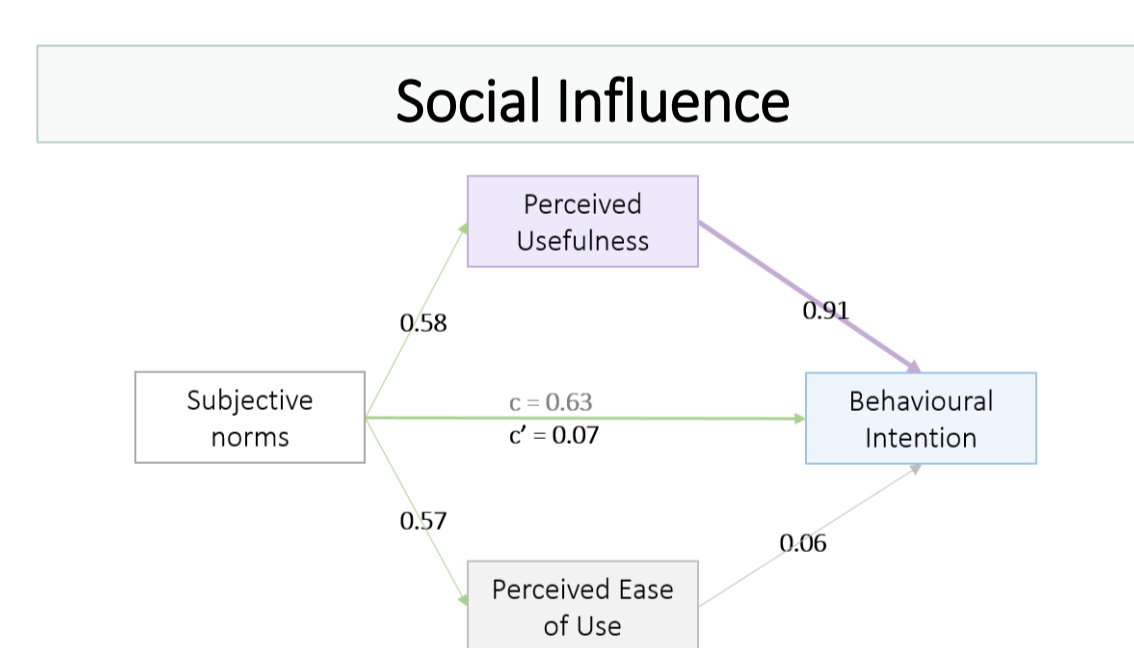 Social Influence
Perceived
Usefulness
0.58
0.91
Subjective
norms
c = 0.63
c′ = 0.07
Behavioural
Intention
0.57
0.06
Perceived Ease
of Use